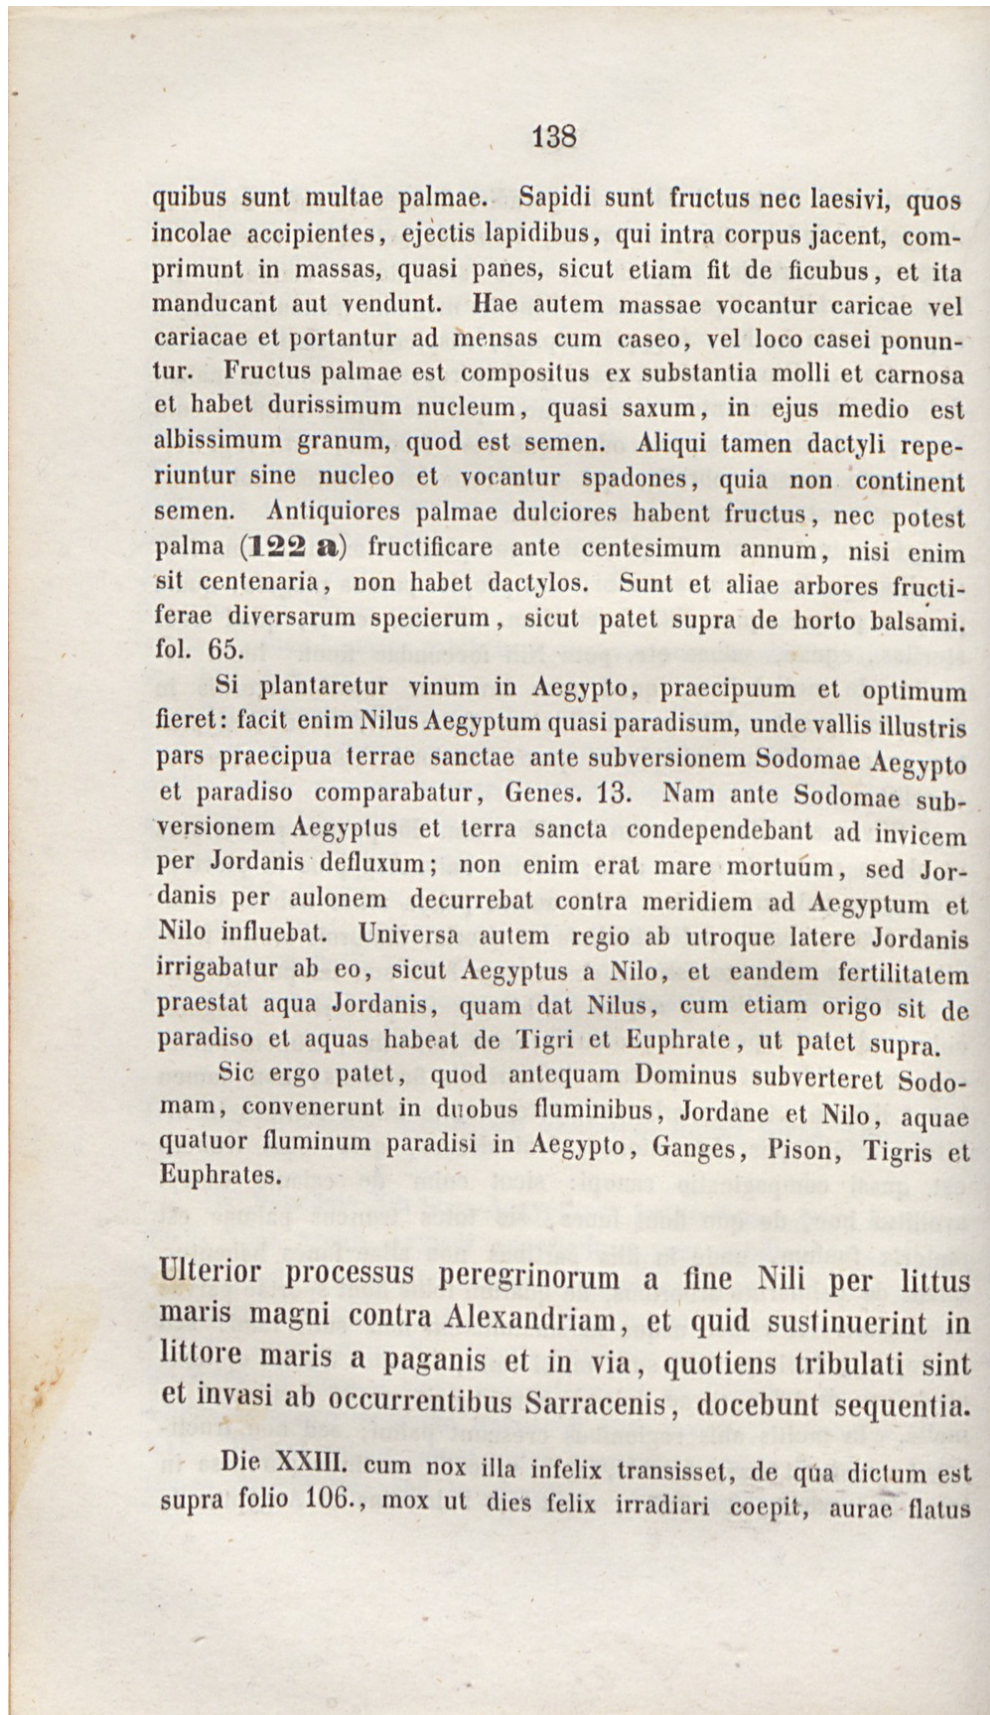 138
quibus sunt multae palmae. Sapidi sunt fructus nec laesivi, quos
incolae accipientes, ejectis lapidibus, qui intra corpus jacent, com-
primunt in massas, quasi panes, sicut etiam fit de ficubus, et ita
manducant aut vendunt. Hae autem massae vocantur caricae vel
cariacae et portantur ad mensas cum caseo, vel loco casei ponun-
tur. Fructus palmae est compositus ex substantia molli et carnosa
et habet durissimum nucleum, quasi saxum, in ejus medio est
albissimum granum, quod est semen. Aliqui tamen dactyli repe-
riuntur sine nucleo et vocantur spadones, quia non continent
semen. Antiquiores palmae dulciores habent fructus, nec potest
palma (122 a) fructificare ante centesimum annum, nisi enim
sit centenaria, non habet dactylos. Sunt et aliae arbores fructi-
ferae diversarum specierum, sicut patet supra de horto balsami.
fol. 65.
Si plantaretur vinum in Aegypto, praecipuum et optimum
fieret: facit enim Nilus Aegyptum quasi paradisum, unde vallis illustris
pars praecipua terrae sanctae ante subversionem Sodomae Aegypto
et paradiso comparabatur, Genes. 13. Nam ante Sodomae sub-
versionem Aegyptus et terra sancta condependebant ad invicem
per Jordanis defluxum; non enim erat mare mortuum, sed Jor-
danis per aulonem decurrebat contra meridiem ad Aegyptum et
Nilo influebat. Universa autem regio ab utroque latere Jordanis
irrigabatur ab eo, sicut Aegyptus a Nilo, et eandem fertilitatem
praestat aqua Jordanis, quam dat Nilus, cum etiam origo sit de
paradiso et aquas habeat de Tigri et Euphrate, ut patet supra.
Sic ergo patet, quod antequam Dominus subverteret Sodo-
mam, convenerunt in duobus fluminibus, Jordane et Nilo, aquae
quatuor fluminum paradisi in Aegypto, Ganges, Pison, Tigris et
Euphrates.
Ulterior processus peregrinorum a fine Nili per littus
maris magni contra Alexandriam, et quid sustinuerint in
littore maris a paganis et in via, quotiens tribulati sint
et invasi ab occurrentibus Sarracenis, docebunt sequentia.
Die XXIII. cum nox illa infelix transisset, de qua dictum est
supra folio 106., mox ut dies felix irradiari coepit, aurae flatus